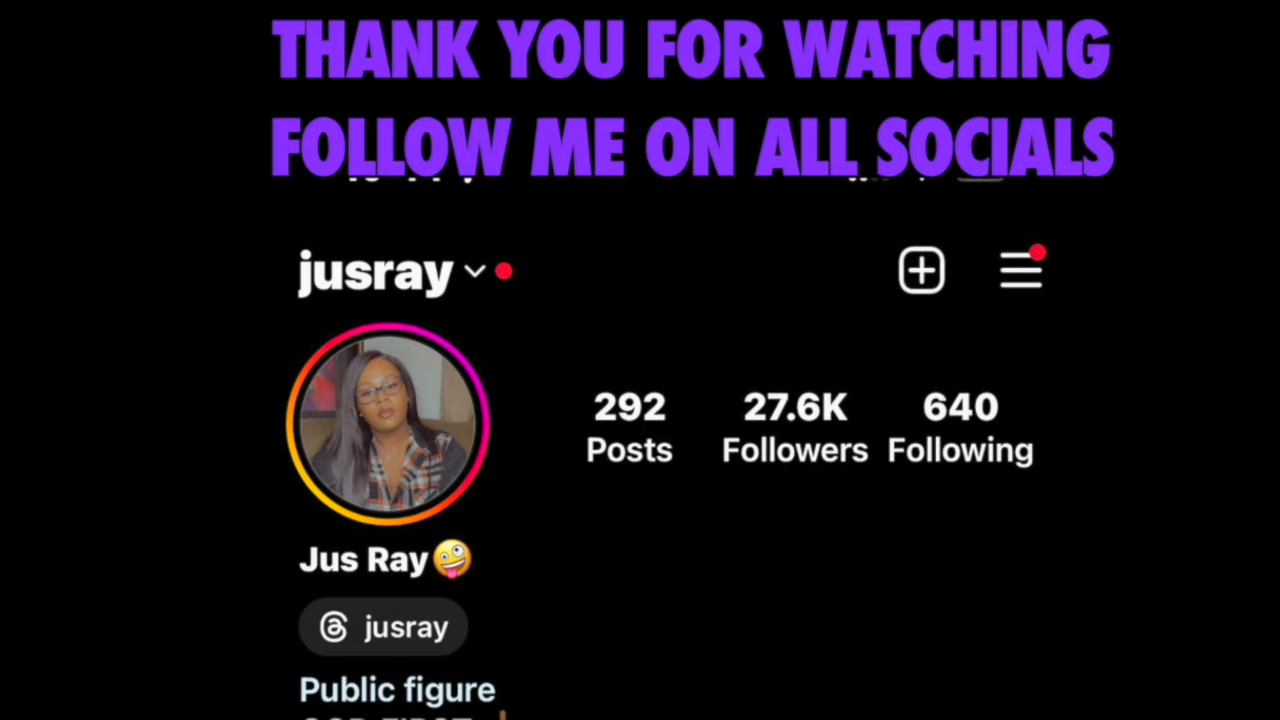 THANK YOU FOR WATCHING
FOLLOW ME ON ALL SOCIALS
jusray
292 27.6K 640
Posts Followers Following
Jus Ray🤪
jusray
Public figure